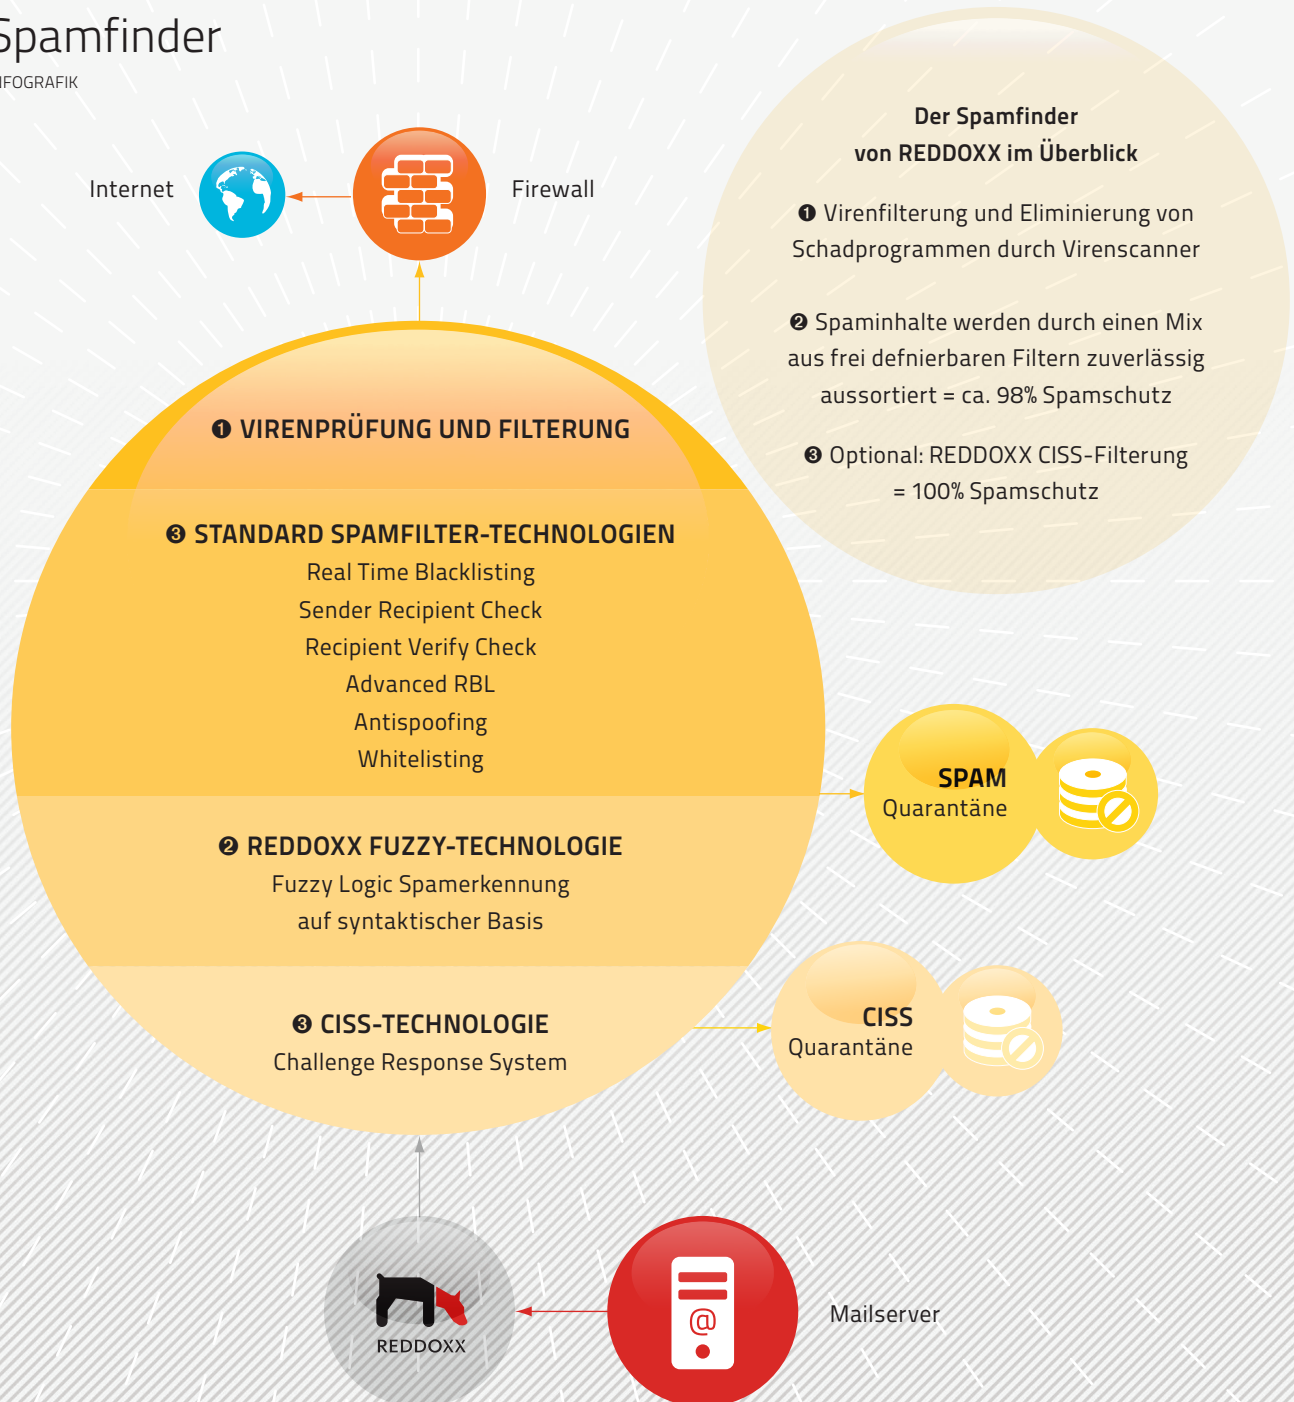 Spamfinder
NFOGRAFIK
Internet
Firewall
Der Spamfinder
von REDDOXX im Überblick
❶ Virenfilterung und Eliminierung von
Schadprogrammen durch Virenscanner
❷ Spaminhalte werden durch einen Mix
aus frei defnierbaren Filtern zuverlässig
aussortiert = ca. 98% Spamschutz
❸ Optional: REDDOXX CISS-Filterung
= 100% Spamschutz
❶ VIRENPRÜFUNG UND FILTERUNG
❸ STANDARD SPAMFILTER-TECHNOLOGIEN
Real Time Blacklisting
Sender Recipient Check
Recipient Verify Check
Advanced RBL
Antispoofing
Whitelisting
SPAM
Quarantäne
❷ REDDOXX FUZZY-TECHNOLOGIE
Fuzzy Logic Spamerkennung
auf syntaktischer Basis
❸ CISS-TECHNOLOGIE
Challenge Response System
CISS
Quarantäne
REDDOXX
@
Mailserver